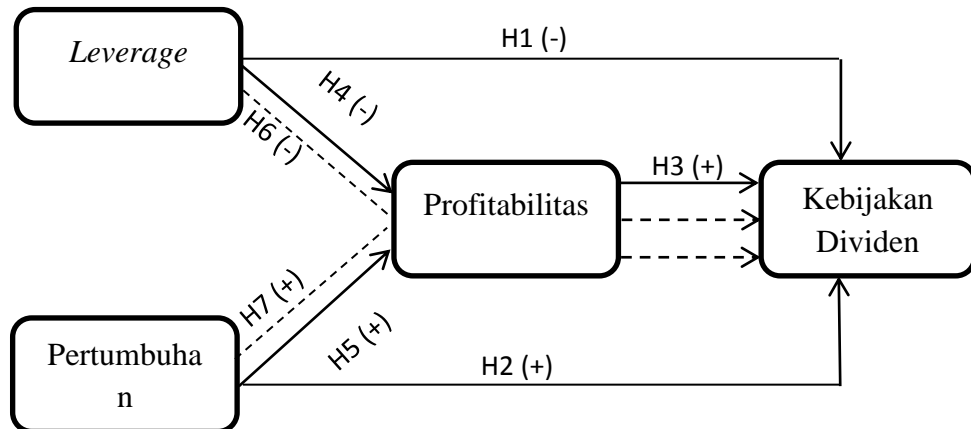 H1 (-)
Leverage
H4 (-)
H6 (-)
H3 (+)
Profitabilitas
Kebijakan
Dividen
H7 (+)
H5 (+)
Pertumbuha
n
H2 (+)